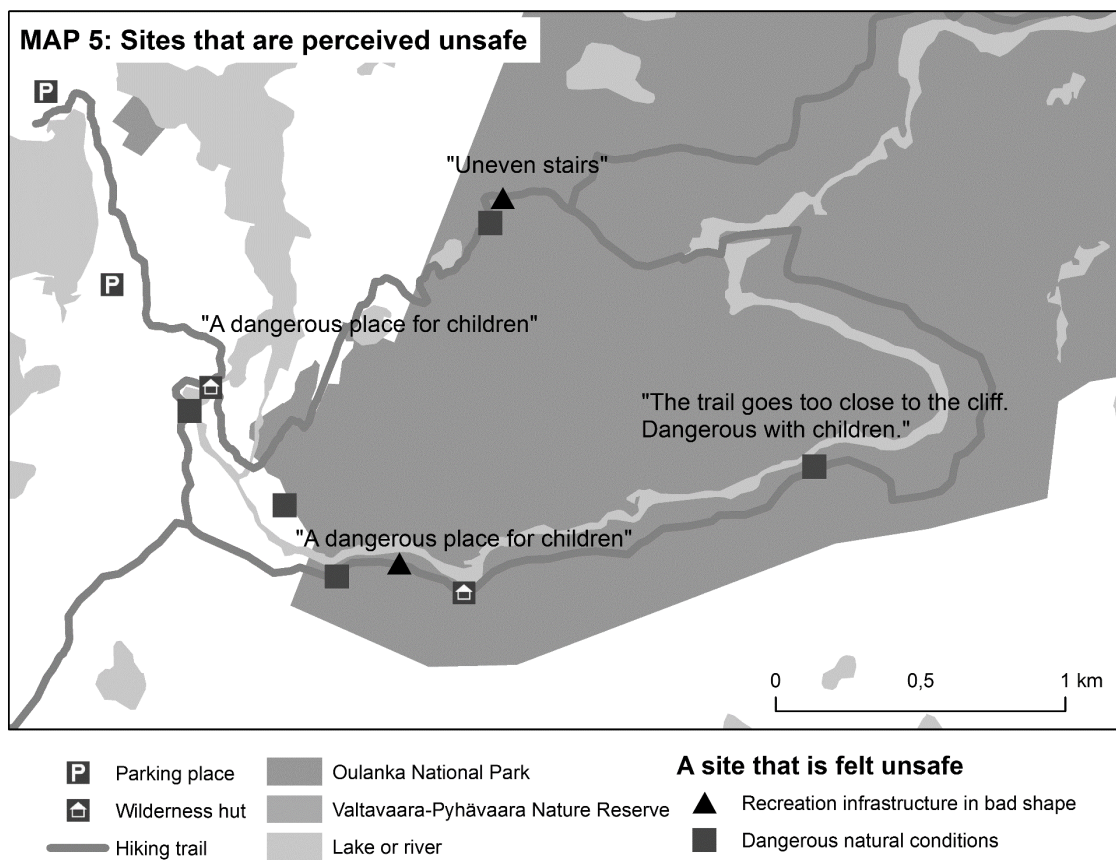 MAP 5: Sites that are perceived unsafe
P
"Uneven stairs"
P
"A dangerous place for children"
"The trail goes too close to the cliff.
Dangerous with children."
"A dangerous place for children"
0 0,5 1 km
P Parking place
Wilderness hut
Hiking trail
Oulanka National Park
Valtavaara-Pyhävaara Nature Reserve
Lake or river
A site that is felt unsafe
Recreation infrastructure in bad shape
Dangerous natural conditions